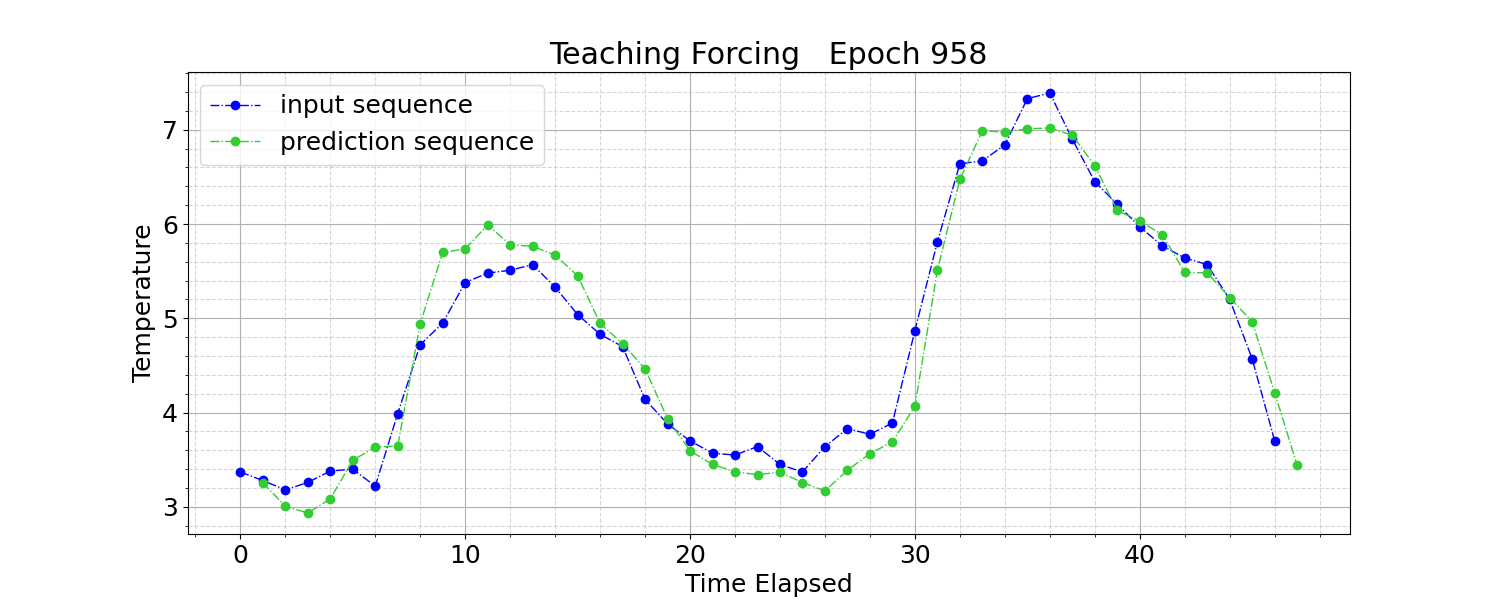 Teaching Forcing   Epoch 958
input sequence
prediction sequence
Temperature
7
6
5
4
3
0 10 20 30 40
Time Elapsed